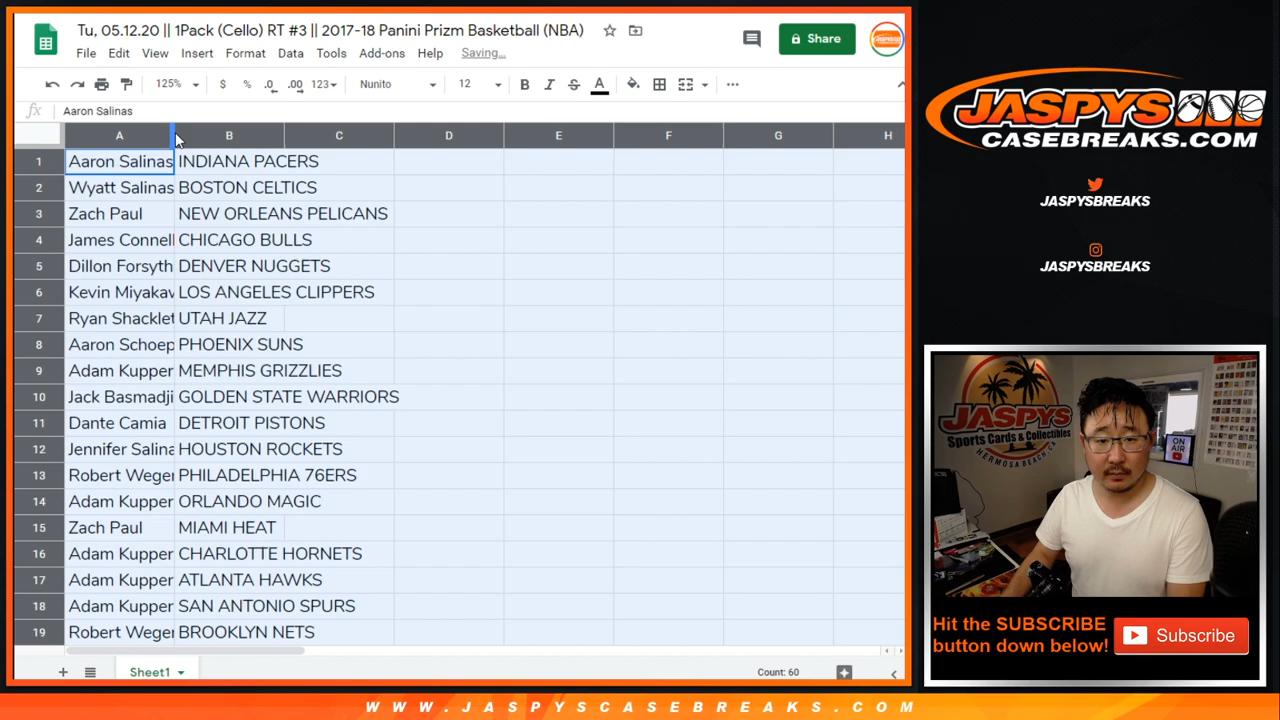 Tu, 05.12.20 || 1Pack (Cello) RT #3 || 2017-18 Panini Prizm Basketball (NBA)
File Edit View Insert Format Data Tools Add-ons Help Saving...
Share
125% $ % .0 .00 123 Nunito 12 B I S A
fx Aaron Salinas
A B C D E F G H
1 Aaron Salinas INDIANA PACERS
2 Wyatt Salinas BOSTON CELTICS
3 Zach Paul NEW ORLEANS PELICANS
4 James Connell CHICAGO BULLS
5 Dillon Forsyth DENVER NUGGETS
6 Kevin Miyakav LOS ANGELES CLIPPERS
7 Ryan Shacklet UTAH JAZZ
8 Aaron Schoep PHOENIX SUNS
9 Adam Kupper MEMPHIS GRIZZLIES
10 Jack Basmadji GOLDEN STATE WARRIORS
11 Dante Camia DETROIT PISTONS
12 Jennifer Salina HOUSTON ROCKETS
13 Robert Weger PHILADELPHIA 76ERS
14 Adam Kupper ORLANDO MAGIC
15 Zach Paul MIAMI HEAT
16 Adam Kupper CHARLOTTE HORNETS
17 Adam Kupper ATLANTA HAWKS
18 Adam Kupper SAN ANTONIO SPURS
19 Robert Weger BROOKLYN NETS
Sheet1
Count: 60
JASPYS
CASEBREAKS.COM
JASPYSBREAKS
JASPYSBREAKS
JASPYS
Sports Cards & Collectibles
HERMOSA BEACH, CA
ON AIR
Hit the SUBSCRIBE
button down below!
Subscribe
WWW.JASPYSCASEBREAKS.COM